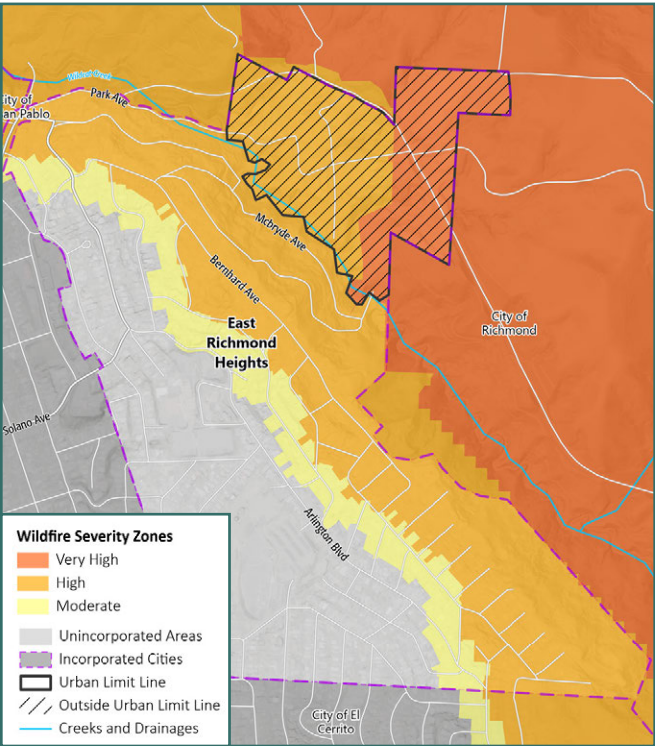 Wildcat Creek
Park Ave
City of
San Pablo
Mcbryde Ave
Bernhard Ave
City of
Richmond
East
Richmond
Heights
Solano Ave
Arlington Blvd
Wildfire Severity Zones
Very High
High
Moderate
Unincorporated Areas
Incorporated Cities
Urban Limit Line
Outside Urban Limit Line
Creeks and Drainages
City of El
Cerrito